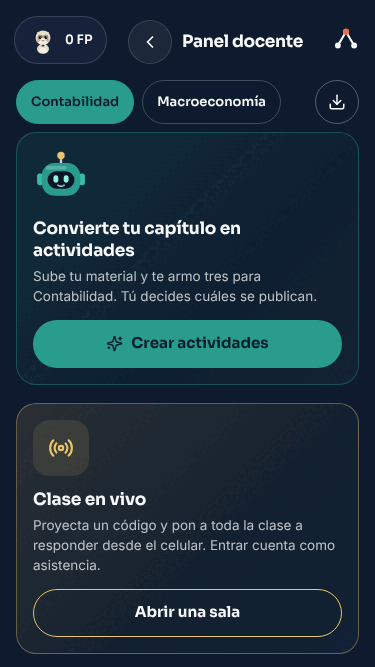 0 FP
Panel docente
Contabilidad
Macroeconomía
Convierte tu capítulo en
actividades
Sube tu material y te armo tres para
Contabilidad. Tú decides cuáles se publican.
Crear actividades
Clase en vivo
Proyecta un código y pon a toda la clase a
responder desde el celular. Entrar cuenta como
asistencia.
Abrir una sala